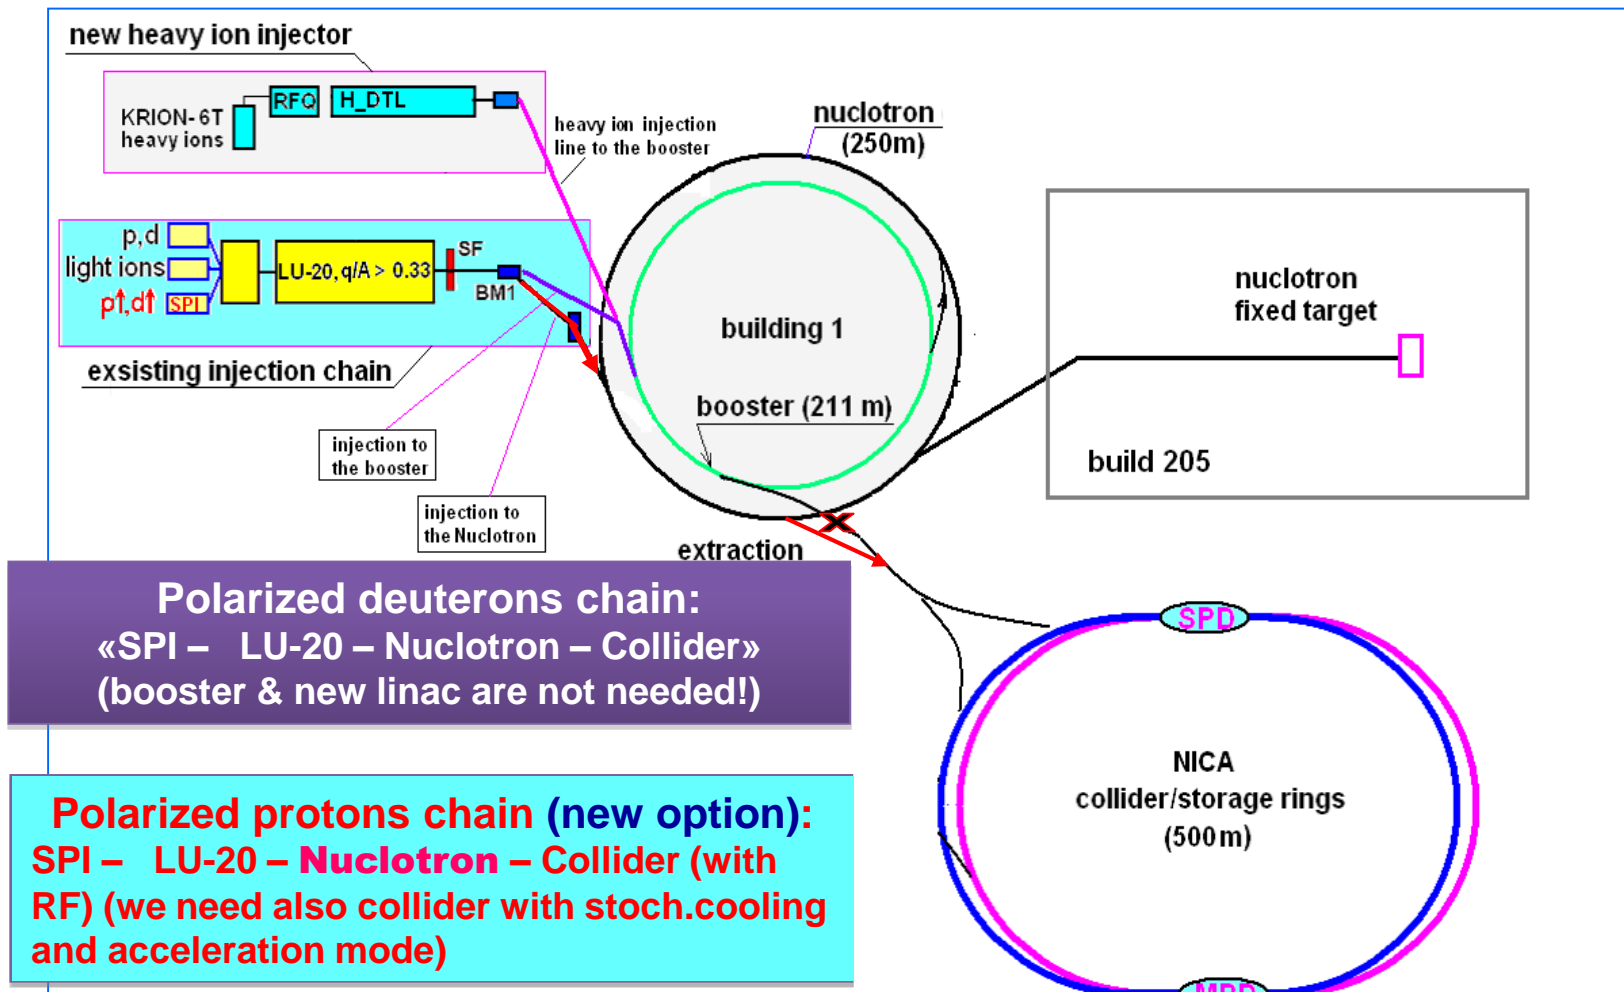 new heavy ion injector
KRION-6T
heavy ions
RFQ
H_DTL
heavy ion injection
line to the booster
nuclotron
(250m)
p,d
light ions
p↑,d↑
SPI
LU-20, q/A > 0.33
SF
BM1
exsisting injection chain
building 1
booster (211 m)
nuclotron
fixed target
build 205
injection to
the booster
injection to
the Nuclotron
extraction
Polarized deuterons chain:
«SPI – LU-20 – Nuclotron – Collider»
(booster & new linac are not needed!)
Polarized protons chain (new option):
SPI – LU-20 – Nuclotron – Collider (with
RF) (we need also collider with stoch.cooling
and acceleration mode)
SPD
NICA
collider/storage rings
(500m)
MPD